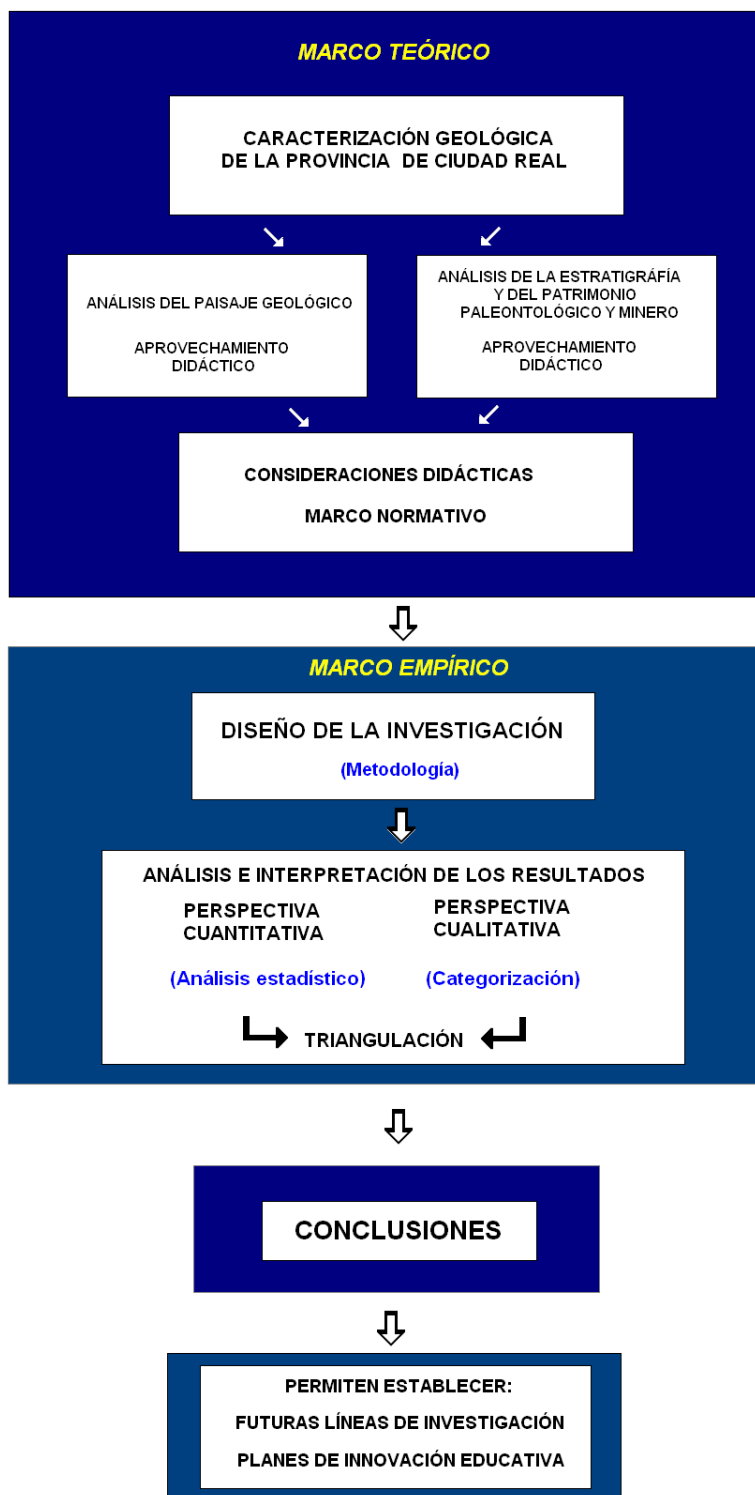 MARCO TEÓRICO
CARACTERIZACIÓN GEOLÓGICA
DE LA PROVINCIA DE CIUDAD REAL
ANÁLISIS DEL PAISAJE GEOLÓGICO
APROVECHAMIENTO
DIDÁCTICO
ANÁLISIS DE LA ESTRATIGRÁFÍA
Y DEL PATRIMONIO
PALEONTOLÓGICO Y MINERO
APROVECHAMIENTO
DIDÁCTICO
CONSIDERACIONES DIDÁCTICAS
MARCO NORMATIVO
MARCO EMPÍRICO
DISEÑO DE LA INVESTIGACIÓN
(Metodología)
ANÁLISIS E INTERPRETACIÓN DE LOS RESULTADOS
PERSPECTIVA
CUANTITATIVA
(Análisis estadístico)
PERSPECTIVA
CUALITATIVA
(Categorización)
TRIANGULACIÓN
CONCLUSIONES
PERMITEN ESTABLECER:
FUTURAS LÍNEAS DE INVESTIGACIÓN
PLANES DE INNOVACIÓN EDUCATIVA